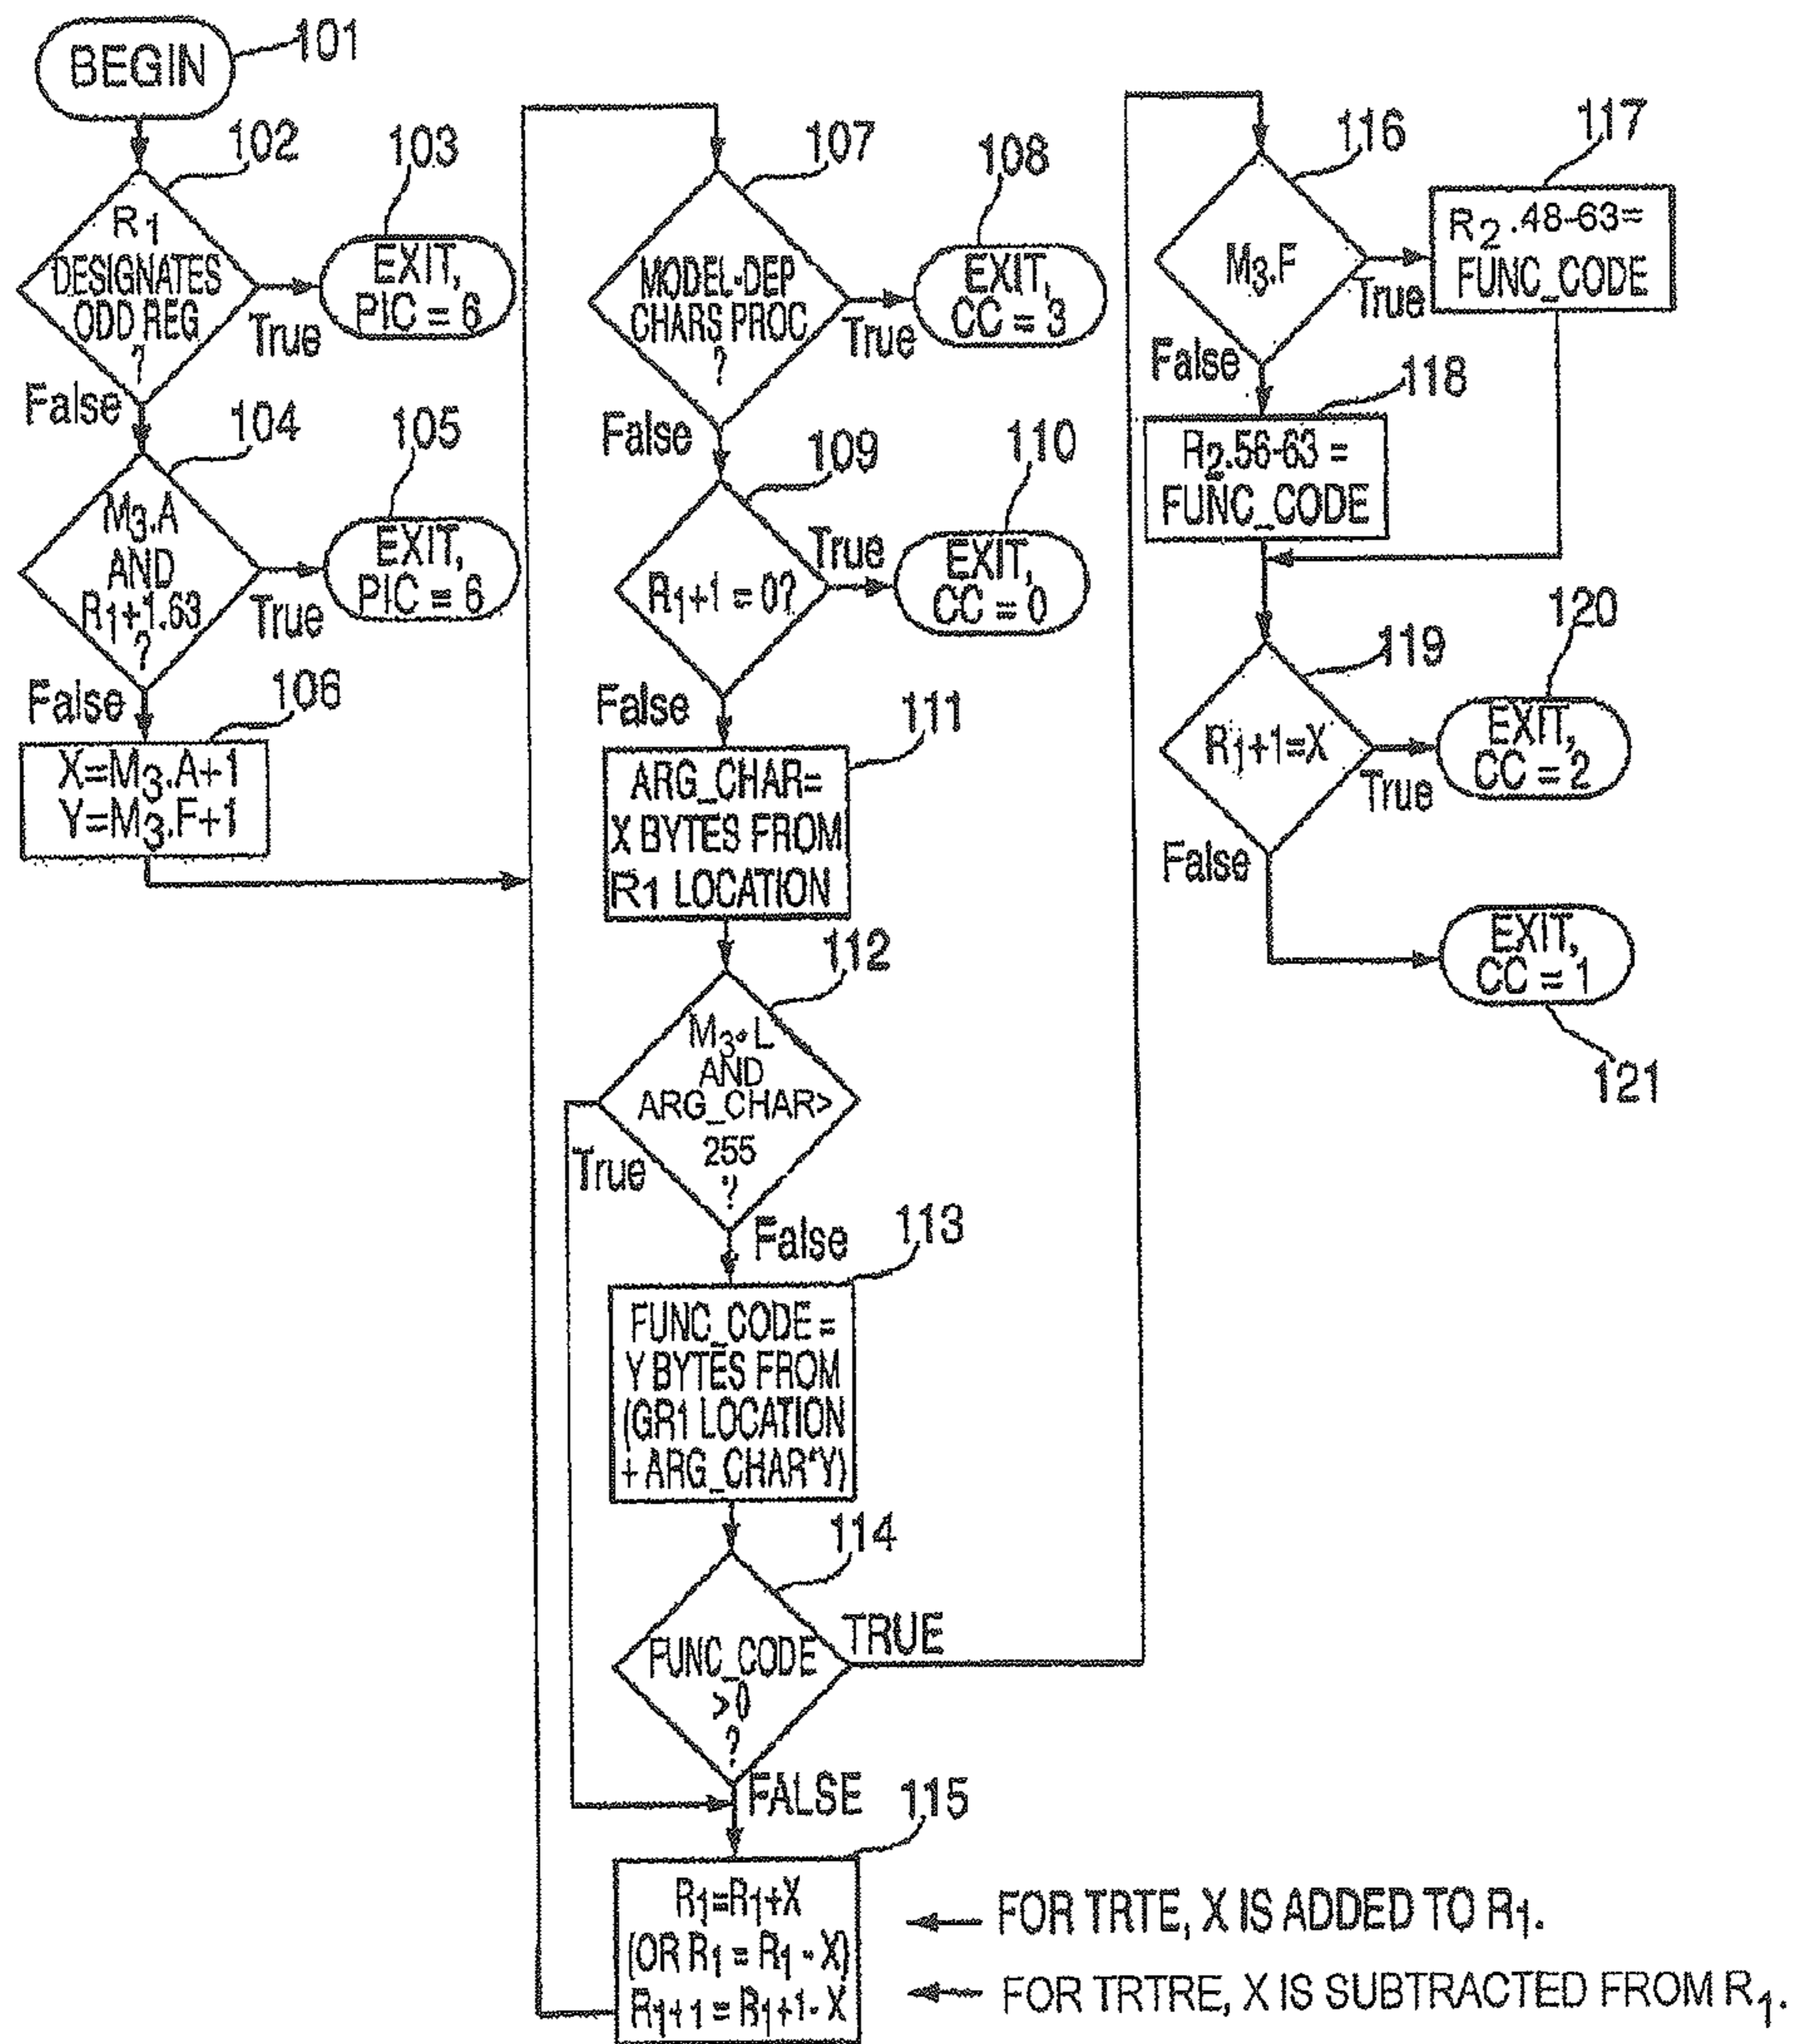 BEGIN
101
102
R1
DESIGNATES
ODD REG
?
True
103
EXIT,
PIC = 6
False
104
M3.A
AND
R1+1.63
?
True
105
EXIT,
PIC = 6
False
106
X=M3.A+1
Y=M3.F+1
107
MODEL-DEP
CHARS PROC
?
True
108
EXIT,
CC = 3
False
109
R1+1 = 0?
True
110
EXIT,
CC = 0
False
111
ARG_CHAR=
X BYTES FROM
R1 LOCATION
112
M3.L
AND
ARG_CHAR>
255
?
True
False
113
FUNC_CODE =
Y BYTES FROM
(GR1 LOCATION
+ ARG_CHAR*Y)
114
FUNC_CODE
>0
?
TRUE
FALSE
115
R1=R1+X
(OR R1 = R1 - X)
R1+1 = R1+1 - X
FOR TRTE, X IS ADDED TO R1.
FOR TRTRE, X IS SUBTRACTED FROM R1.
116
M3.F
True
117
R2.48-63=
FUNC_CODE
False
118
R2.56-63 =
FUNC_CODE
119
R1+1=X
True
120
EXIT,
CC = 2
False
EXIT,
CC = 1
121